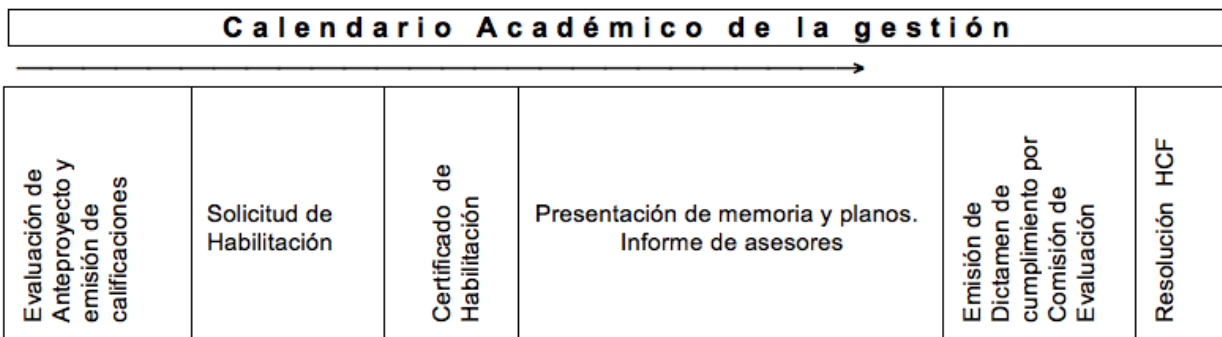 Calendario Académico de la gestión
Evaluación de
Anteproyecto y
emisión de
calificaciones
Solicitud de
Habilitación
Certificado de
Habilitación
Presentación de memoria y planos.
Informe de asesores
Emisión de
Dictamen de
cumplimiento por
Comisión de
Evaluación
Resolución HCF